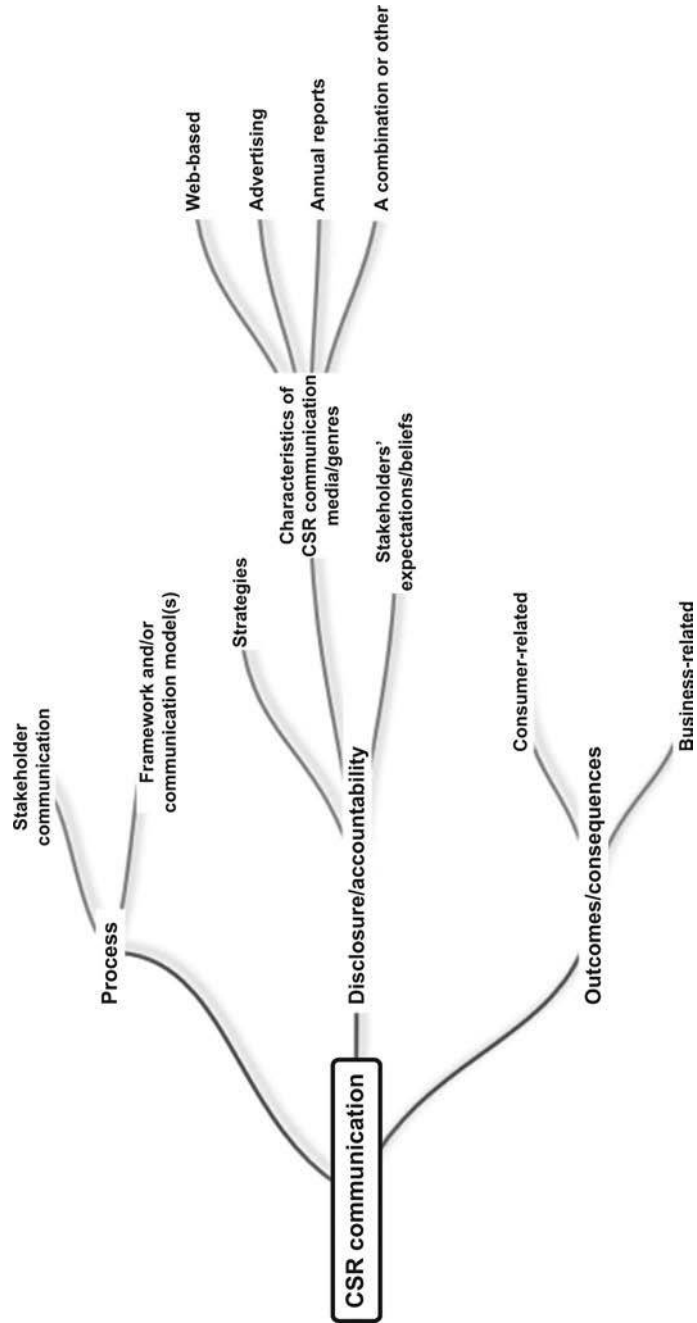 CSR communication
Process
Stakeholder
communication
Framework and/or
communication model(s)
Disclosure/accountability
Strategies
Characteristics of
CSR communication
media/genres
Web-based
Advertising
Annual reports
A combination or other
Stakeholders'
expectations/beliefs
Outcomes/consequences
Consumer-related
Business-related